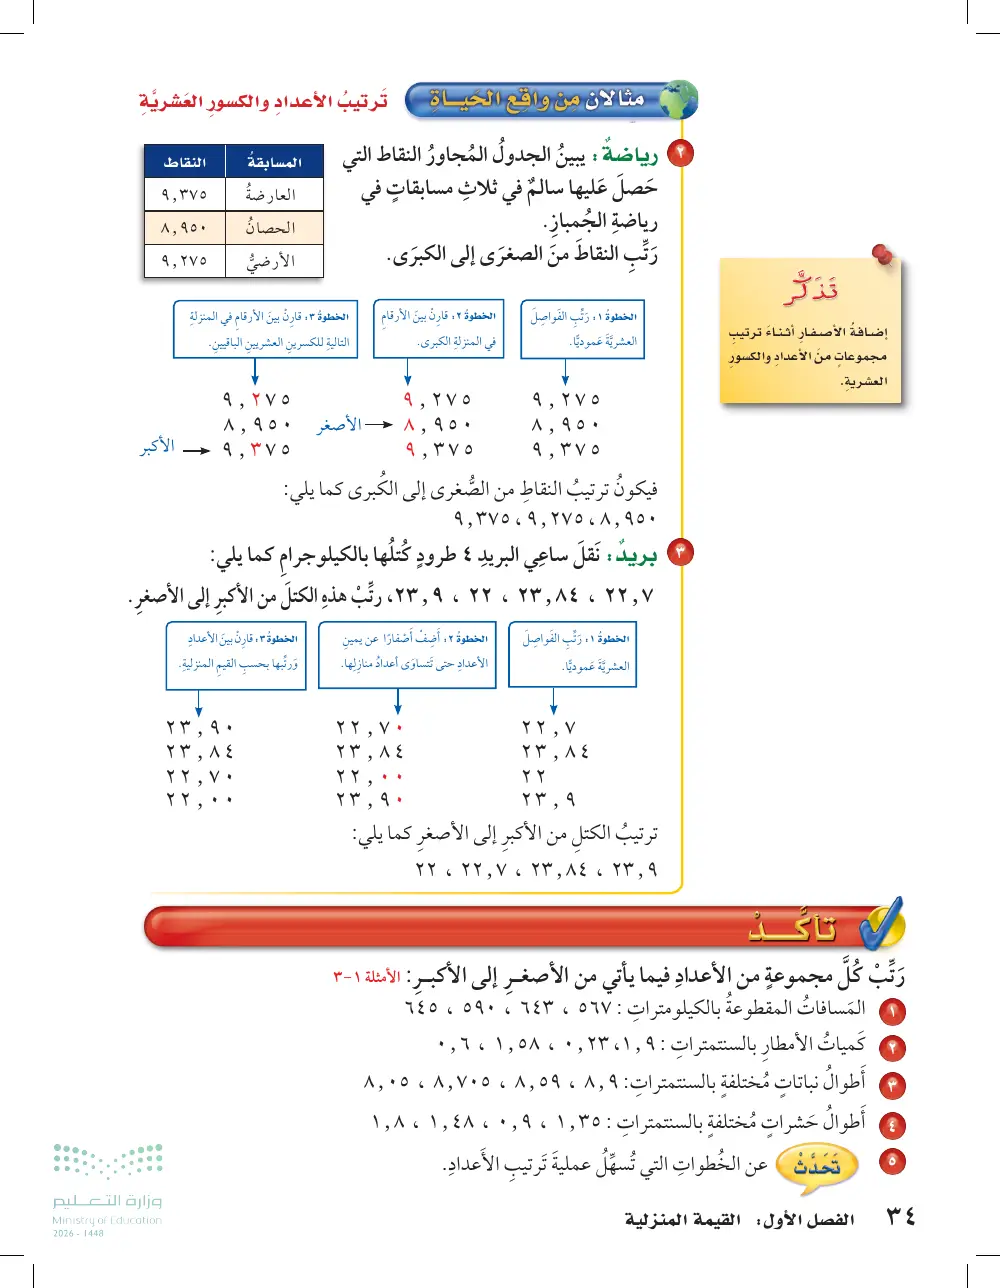 مثالان من واقع الحَيـــاةِ تَرتيبُ الأعدادِ والكسورِ العَشريَّةِ
٢ رياضةٌ : يبينُ الجدولُ المُجاورُ النقاط التي
حَصلَ عَليها سالمٌ في ثلاثِ مسابقاتٍ في
رياضةِ الجُمبازِ.
رَتِّبِ النقاطَ منَ الصغرَى إلى الكبرَى.
المسابقةُ النقاط
العارضةُ ٩,٣٧٥
الحصانُ ٨,٩٥٠
الأرضيُّ ٩,٢٧٥
تَذَكَّر
إضافةُ الأصفارِ أثناءَ ترتيبِ
مجموعاتٍ منَ الأعدادِ والكسورِ
العشريةِ.
الخطوةُ ١: رَتِّبِ الفَواصِلَ
العشريَّةَ عَموديًّا.
الخطوةُ ٢: قارِنْ بينَ الأرقامِ
في المنزلةِ الكبرى.
الخطوةُ ٣: قارِنْ بينَ الأرقامِ في المنزلةِ
التاليةِ للكسرينِ العشريينِ الباقيينِ.
٩,٢٧٥ ٩,٢٧٥ ٩,٢٧٥
٨,٩٥٠ ٨,٩٥٠ الأصغر ٨,٩٥٠
٩,٣٧٥ ٩,٣٧٥ ٩,٣٧٥ الأكبر
فيكونُ ترتيبُ النقاطِ من الصُّغرى إلى الكُبرى كما يلي:
٨,٩٥٠ ، ٩,٢٧٥ ، ٩,٣٧٥
٣ بريدٌ: نَقلَ ساعِي البريدِ ٤ طرودٍ كُتلُها بالكيلوجرامِ كما يلي:
٢٢,٧ ، ٢٣,٨٤ ، ٢٢ ، ٢٣,٩، رتِّبْ هذهِ الكتلَ من الأكبرِ إلى الأصغرِ.
الخطوةُ ١: رَتِّبِ الفَواصِلَ
العشريَّةَ عَموديًّا.
الخطوةُ ٢: أَضِفْ أَصْفارًا عن يمينِ
الأعدادِ حتى تَتساوَى أعدادُ منازِلِها.
الخطوةُ ٣: قارِنْ بينَ الأعدادِ
وَرتِّبها بحسبِ القيمِ المنزليةِ.
٢٢,٧ ٢٢,٧٠ ٢٣,٩٠
٢٣,٨٤ ٢٣,٨٤ ٢٣,٨٤
٢٢ ٢٢,٠٠ ٢٢,٧٠
٢٣,٩ ٢٣,٩٠ ٢٢,٠٠
ترتيبُ الكتلِ من الأكبرِ إلى الأصغرِ كما يلي:
٢٣,٩ ، ٢٣,٨٤ ، ٢٢,٧ ، ٢٢
تأكَّـــدْ
رَتِّبْ كُلَّ مجموعةٍ من الأعدادِ فيما يأتي من الأصغـرِ إلى الأكبـرِ: الأمثلة ١-٣
١ المَسافاتُ المقطوعةُ بالكيلومتراتِ : ٥٦٧ ، ٦٤٣ ، ٥٩٠ ، ٦٤٥
٢ كَمياتُ الأمطارِ بالسنتمتراتِ : ١,٩، ٠,٢٣ ، ١,٥٨ ، ٠,٦
٣ أَطوالُ نباتاتٍ مُختلفةٍ بالسنتمتراتِ: ٨,٩ ، ٨,٥٩ ، ٨,٧٠٥ ، ٨,٠٥
٤ أَطوالُ حَشراتٍ مُختلفةٍ بالسنتمتراتِ : ١,٣٥ ، ٠,٩ ، ١,٤٨ ، ١,٨
٥ تَحَدَّثْ عن الخُطواتِ التي تُسهِّلُ عمليةَ تَرتيبِ الأَعدادِ.
٣٤ الفصل الأول: القيمة المنزلية
وزارة التعليم
Ministry of Education
2026 - 1448